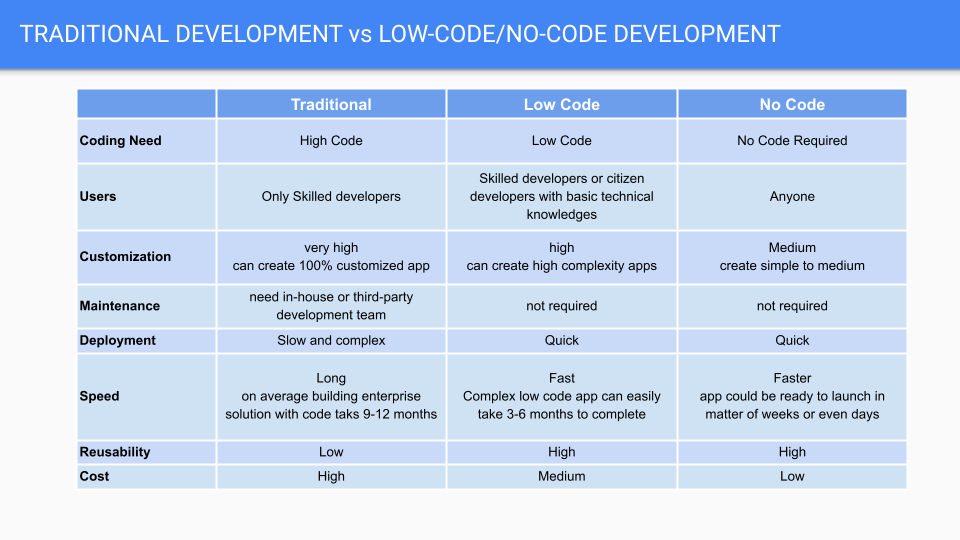 TRADITIONAL DEVELOPMENT vs LOW-CODE/NO-CODE DEVELOPMENT
Traditional Low Code No Code
Coding Need High Code Low Code No Code Required
Users Only Skilled developers
Skilled developers or citizen
developers with basic technical
knowledges
Anyone
Customization
very high
can create 100% customized app
high
can create high complexity apps
Medium
create simple to medium
Maintenance
need in-house or third-party
development team
not required
not required
Deployment Slow and complex Quick Quick
Speed
Long
on average building enterprise
solution with code taks 9-12 months
Fast
Complex low code app can easily
take 3-6 months to complete
Faster
app could be ready to launch in
matter of weeks or even days
Reusability Low High High
Cost High Medium Low